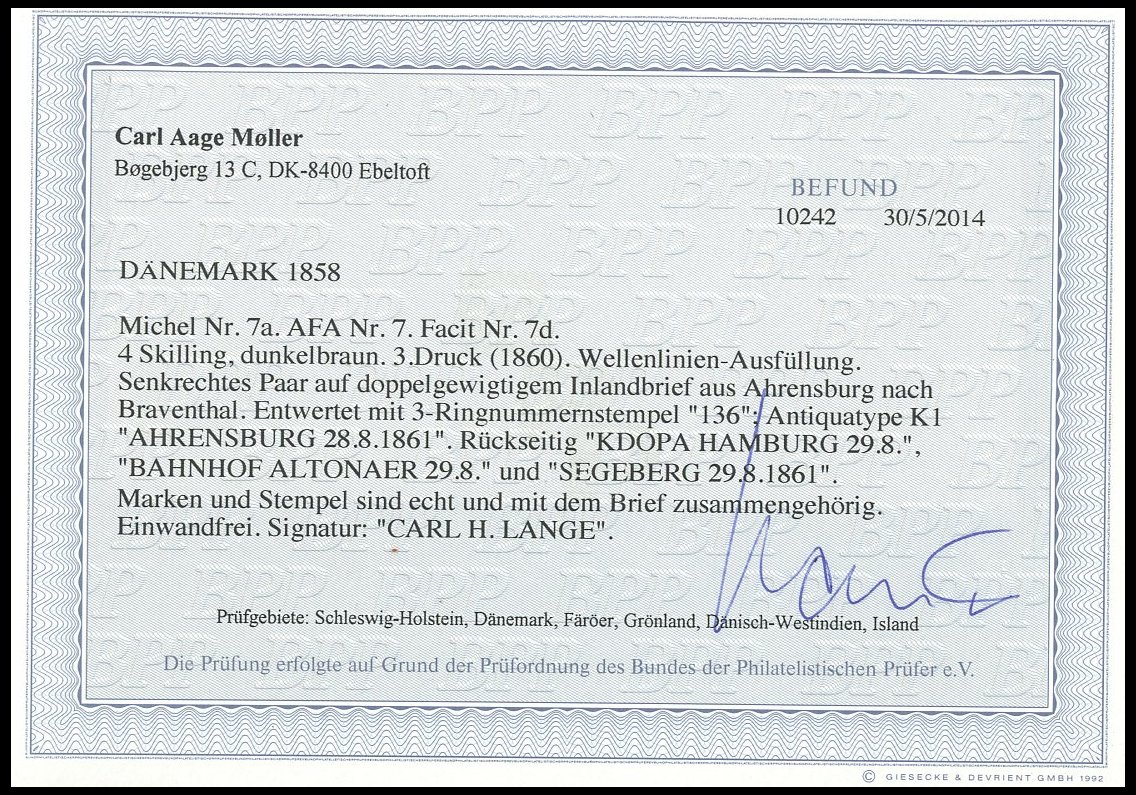 Carl Aage Møller
Bøgebjerg 13 C, DK-8400 Ebeltoft
BEFUND
10242 30/5/2014
DÄNEMARK 1858
Michel Nr. 7a. AFA Nr. 7. Facit Nr. 7d.
4 Skilling, dunkelbraun. 3.Druck (1860). Wellenlinien-Ausfüllung.
Senkrechtes Paar auf doppelgewigtigem Inlandbrief aus Ahrensburg nach
Braventhal. Entwertet mit 3-Ringnummernstempel "136"; Antiquatype K1
"AHRENSBURG 28.8.1861". Rückseitig "KDOPA HAMBURG 29.8.",
"BAHNHOF ALTONAER 29.8." und "SEGEBERG 29.8.1861".
Marken und Stempel sind echt und mit dem Brief zusammengehörig.
Einwandfrei. Signatur: "CARL H. LANGE".
Prüfgebiete: Schleswig-Holstein, Dänemark, Färöer, Grönland, Dänisch-Westindien, Island
Die Prüfung erfolgte auf Grund der Prüfordnung des Bundes der Philatelistischen Prüfer e.V.
© GIESECKE & DEVRIENT GMBH 1992